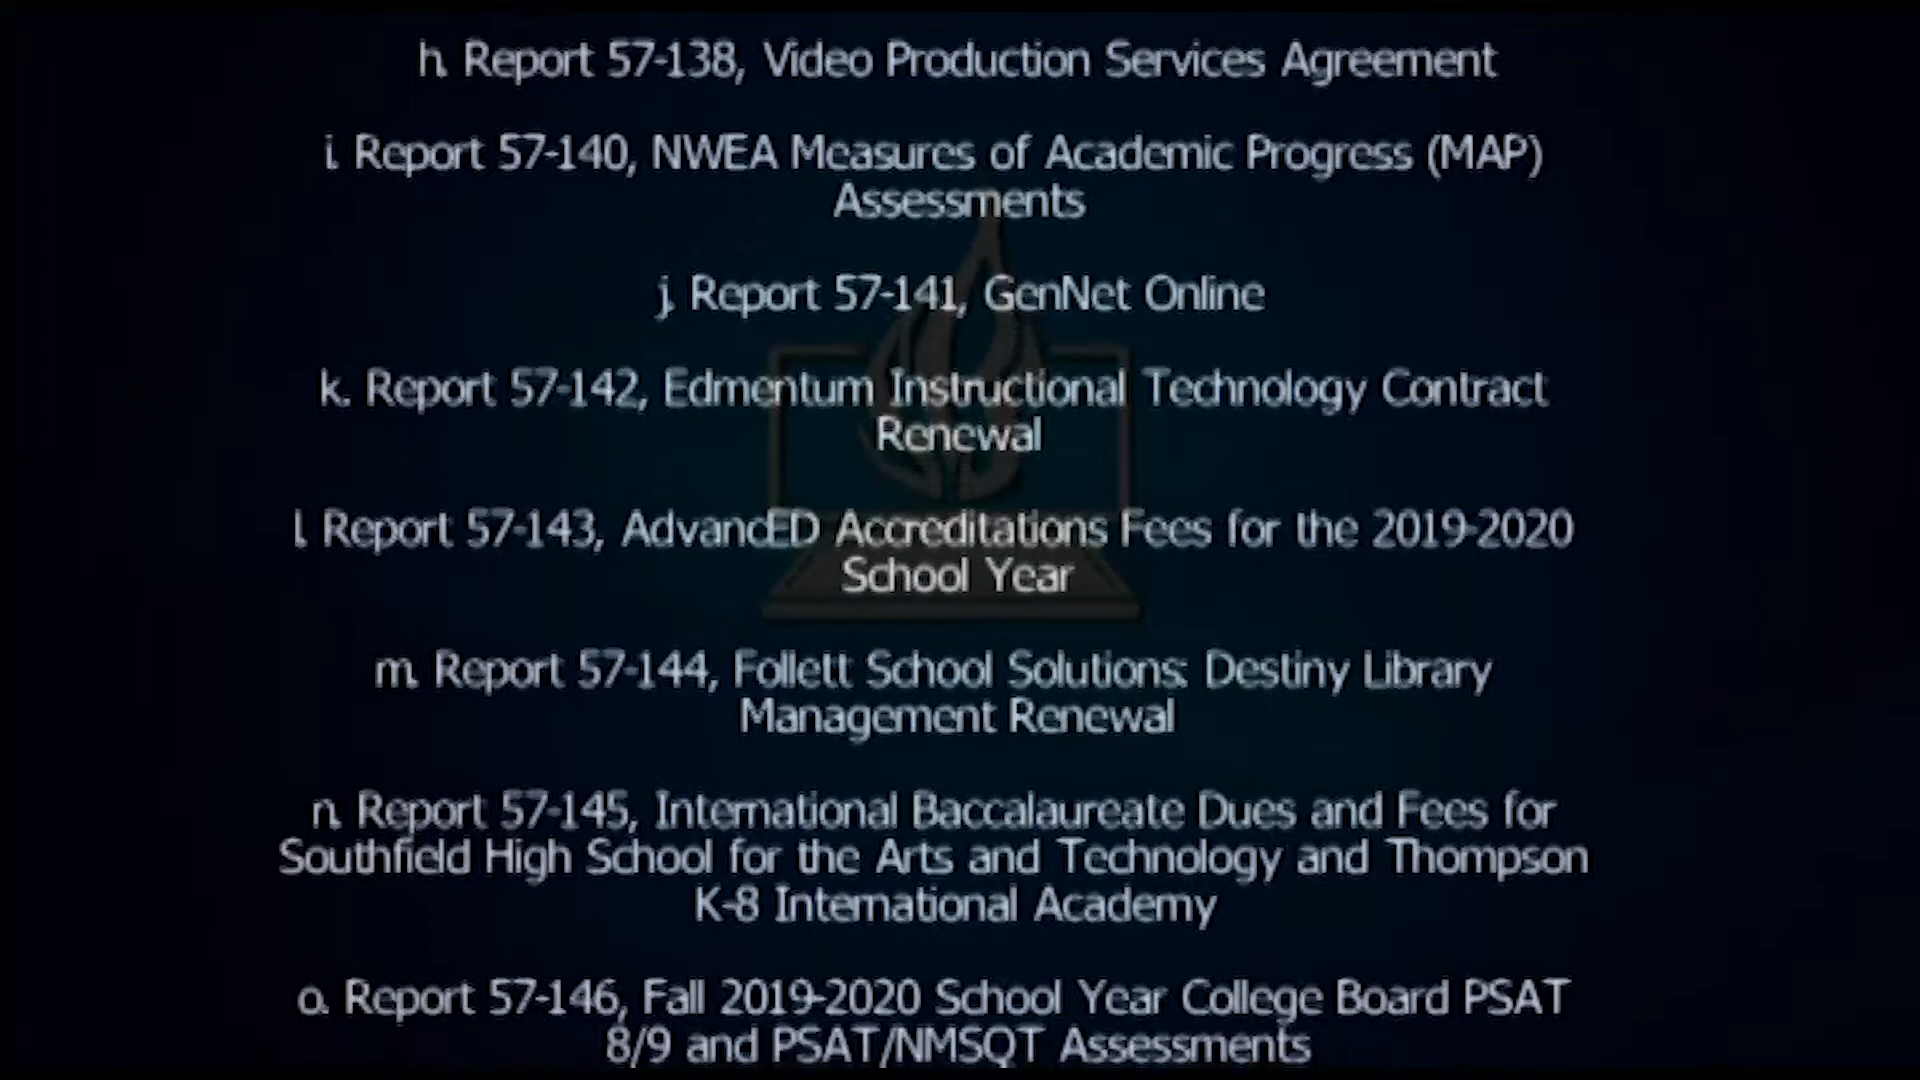 h. Report 57-138, Video Production Services Agreement
i. Report 57-140, NWEA Measures of Academic Progress (MAP)
Assessments
j. Report 57-141, GenNet Online
k. Report 57-142, Edmentum Instructional Technology Contract
Renewal
l. Report 57-143, AdvancED Accreditations Fees for the 2019-2020
School Year
m. Report 57-144, Follett School Solutions: Destiny Library
Management Renewal
n. Report 57-145, International Baccalaureate Dues and Fees for
Southfield High School for the Arts and Technology and Thompson
K-8 International Academy
o. Report 57-146, Fall 2019-2020 School Year College Board PSAT
8/9 and PSAT/NMSQT Assessments